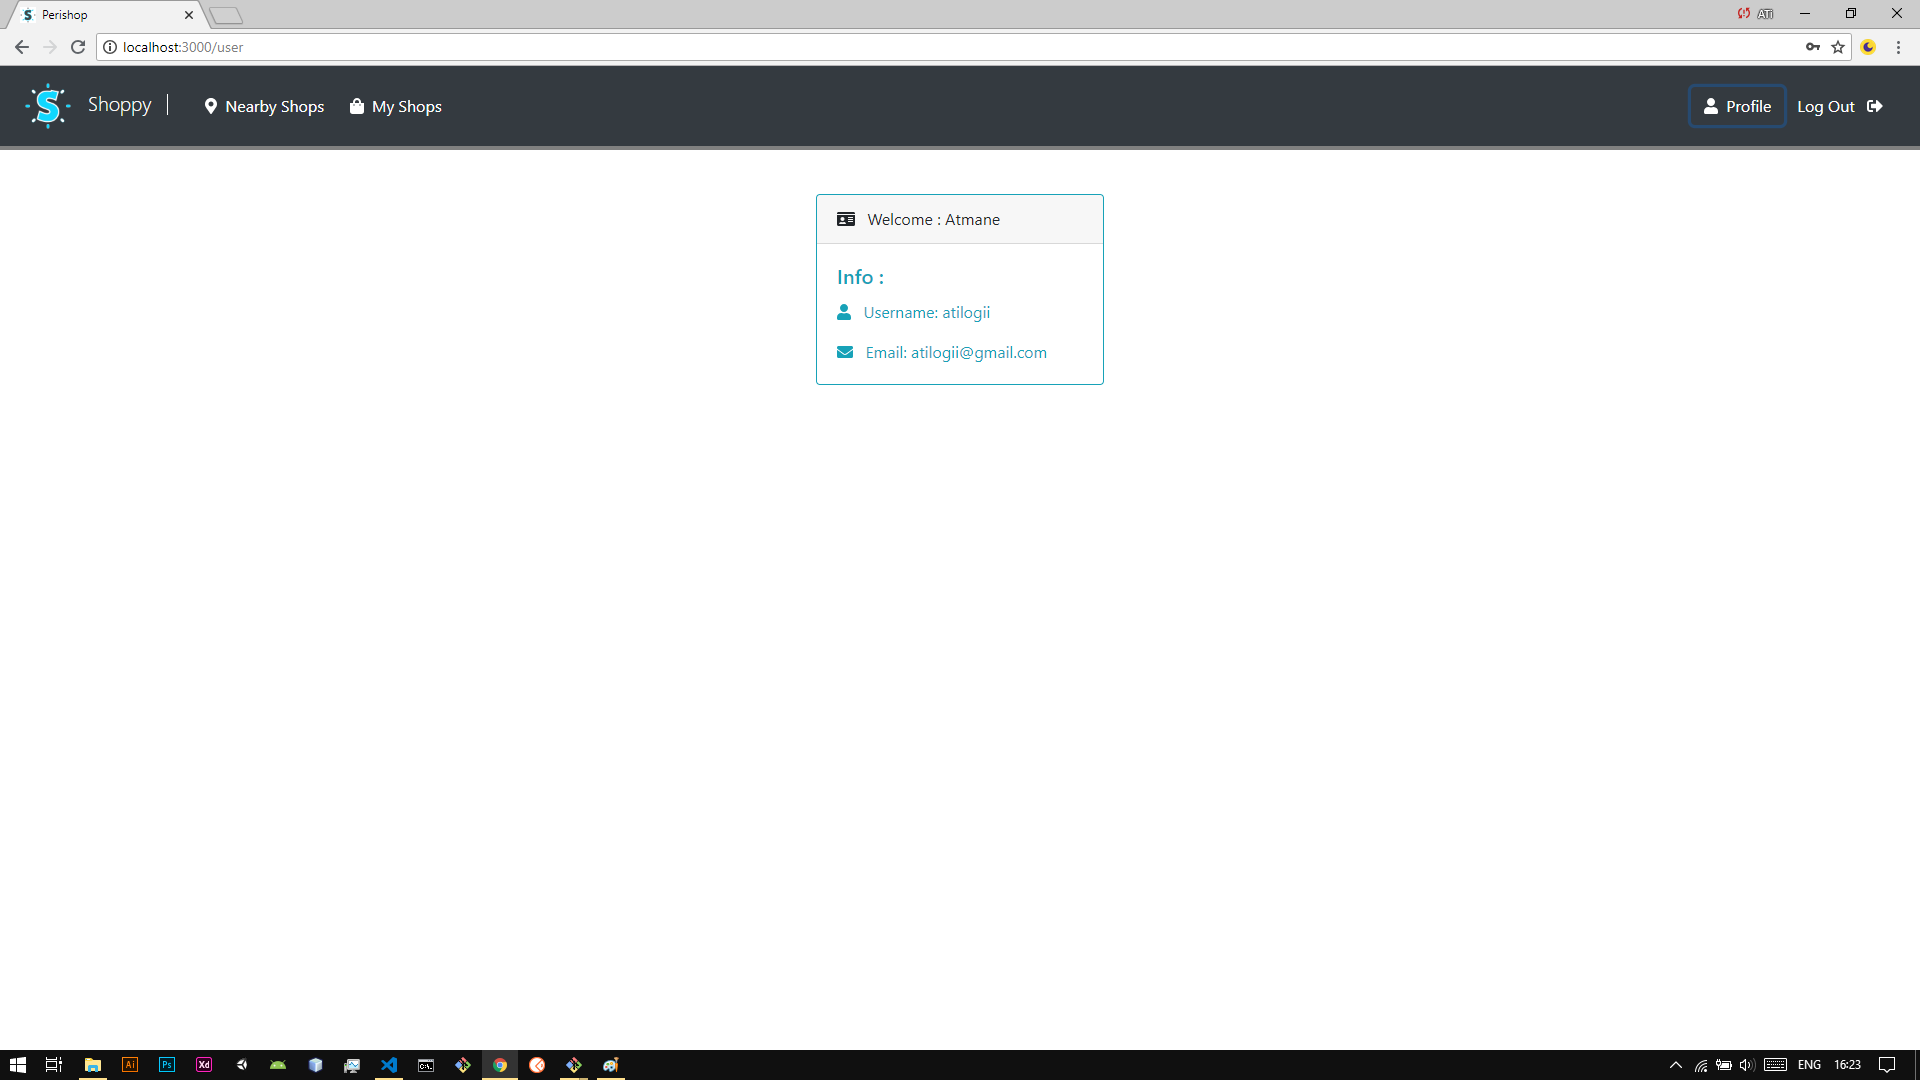 Perishop
ATi
localhost:3000/user
S Shoppy | Nearby Shops My Shops Profile Log Out
Welcome : Atmane
Info :
Username: atilogii
Email: atilogii@gmail.com
Ai Ps Xd C:\. ENG 16:23